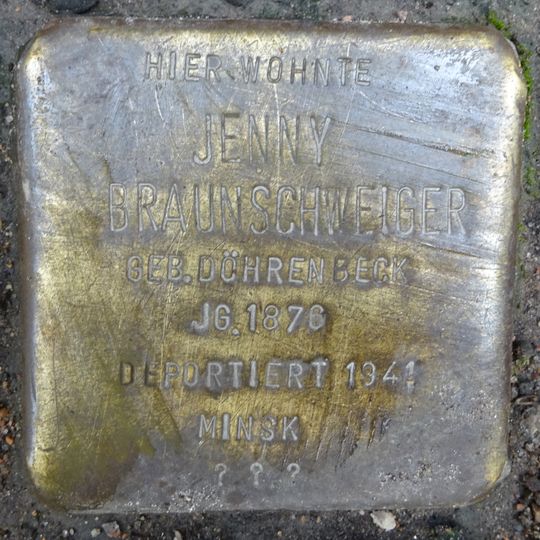 HIER WOHNTE
JENNY
BRAUNSCHWEIGER
GEB. DÖHRENBECK
JG. 1876
DEPORTIERT 1941
MINSK
? ? ?